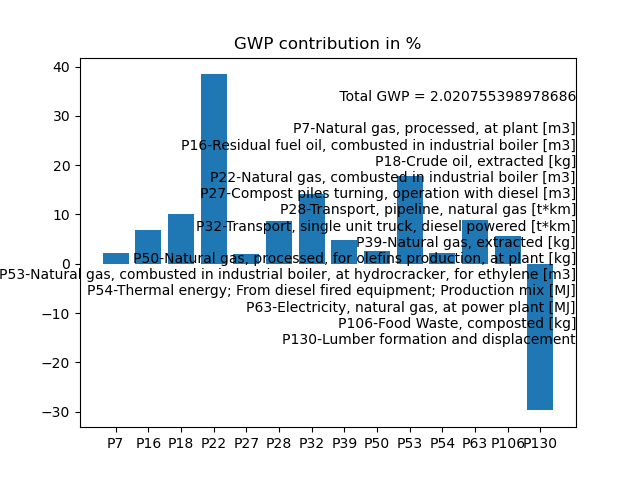 GWP contribution in %
40
30
20
10
0
−10
−20
−30
Total GWP = 2.020755398978686
P7-Natural gas, processed, at plant [m3]
P16-Residual fuel oil, combusted in industrial boiler [m3]
P18-Crude oil, extracted [kg]
P22-Natural gas, combusted in industrial boiler [m3]
P27-Compost piles turning, operation with diesel [m3]
P28-Transport, pipeline, natural gas [t*km]
P32-Transport, single unit truck, diesel powered [t*km]
P39-Natural gas, extracted [kg]
P50-Natural gas, processed, for olefins production, at plant [kg]
P53-Natural gas, combusted in industrial boiler, at hydrocracker, for ethylene [m3]
P54-Thermal energy; From diesel fired equipment; Production mix [MJ]
P63-Electricity, natural gas, at power plant [MJ]
P106-Food Waste, composted [kg]
P130-Lumber formation and displacement
P7 P16 P18 P22 P27 P28 P32 P39 P50 P53 P54 P63 P106 P130